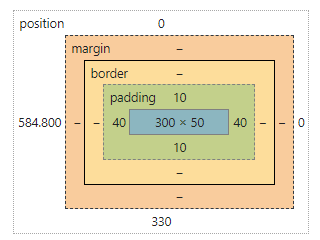 position 0
margin –
border –
padding 10
584.800 – – 40 300 × 50 40 – – 0
10
–
–
330